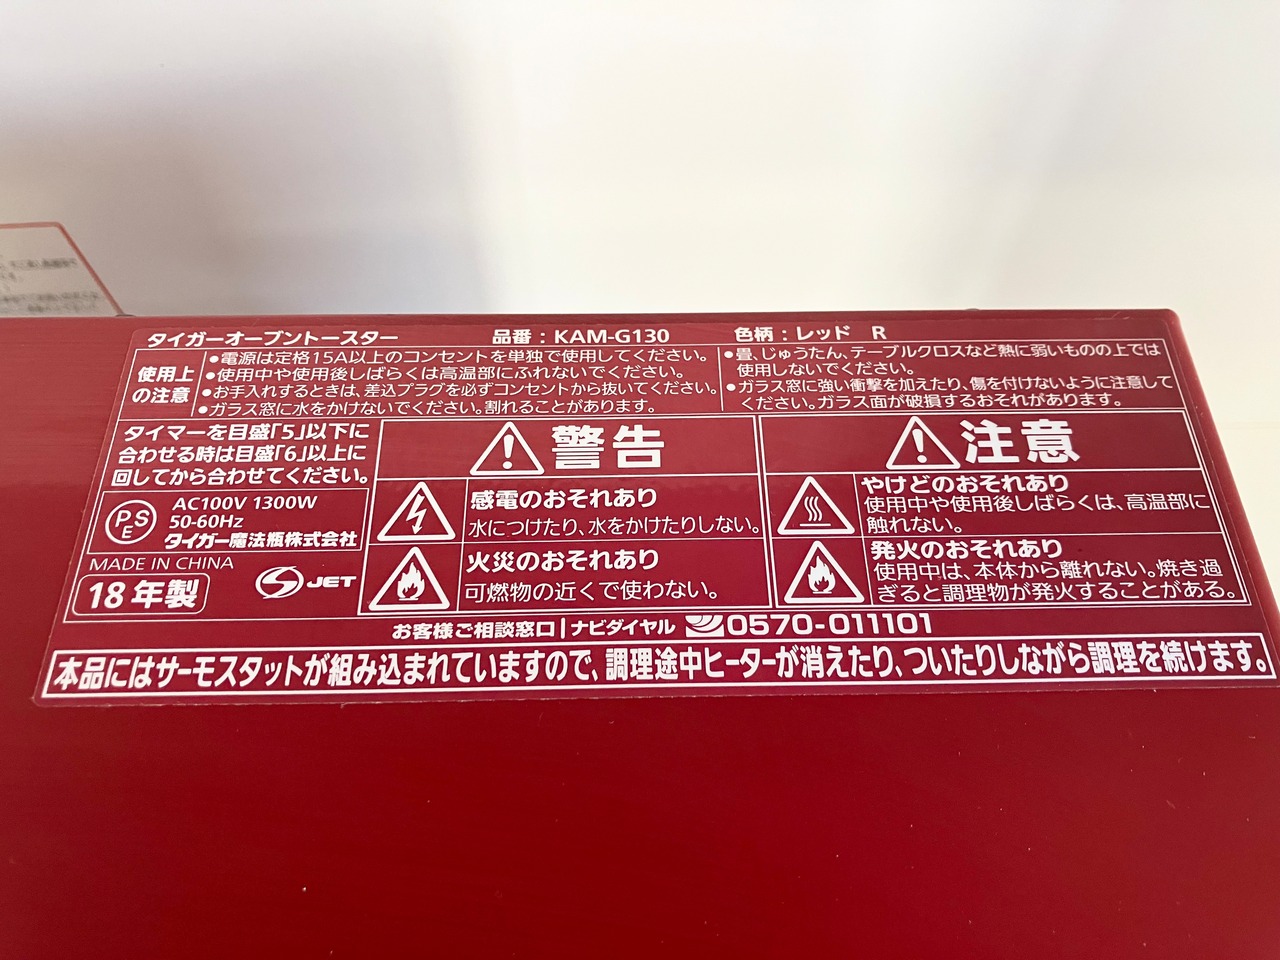 タイガーオーブントースター 品番：KAM-G130 色柄：レッド R
使用上
の注意
●電源は定格15A以上のコンセントを単独で使用してください。
●使用中や使用後しばらくは高温部にふれないでください。
●お手入れするときは、差込プラグを必ずコンセントから抜いてください。
●ガラス窓に水をかけないでください。割れることがあります。
●畳、じゅうたん、テーブルクロスなど熱に弱いものの上では
使用しないでください。
●ガラス窓に強い衝撃を加えたり、傷を付けないように注意して
ください。ガラス面が破損するおそれがあります。
タイマーを目盛「5」以下に
合わせる時は目盛「6」以上に
回してから合わせてください。
PSE
AC100V 1300W
50-60Hz
タイガー魔法瓶株式会社
MADE IN CHINA
18年製
JET
警告
感電のおそれあり
水につけたり、水をかけたりしない。
火災のおそれあり
可燃物の近くで使わない。
注意
やけどのおそれあり
使用中や使用後しばらくは、高温部に
触れない。
発火のおそれあり
使用中は、本体から離れない。焼き過
ぎると調理物が発火することがある。
お客様ご相談窓口|ナビダイヤル 0570-011101
本品にはサーモスタットが組み込まれていますので、調理途中ヒーターが消えたり、ついたりしながら調理を続けます。